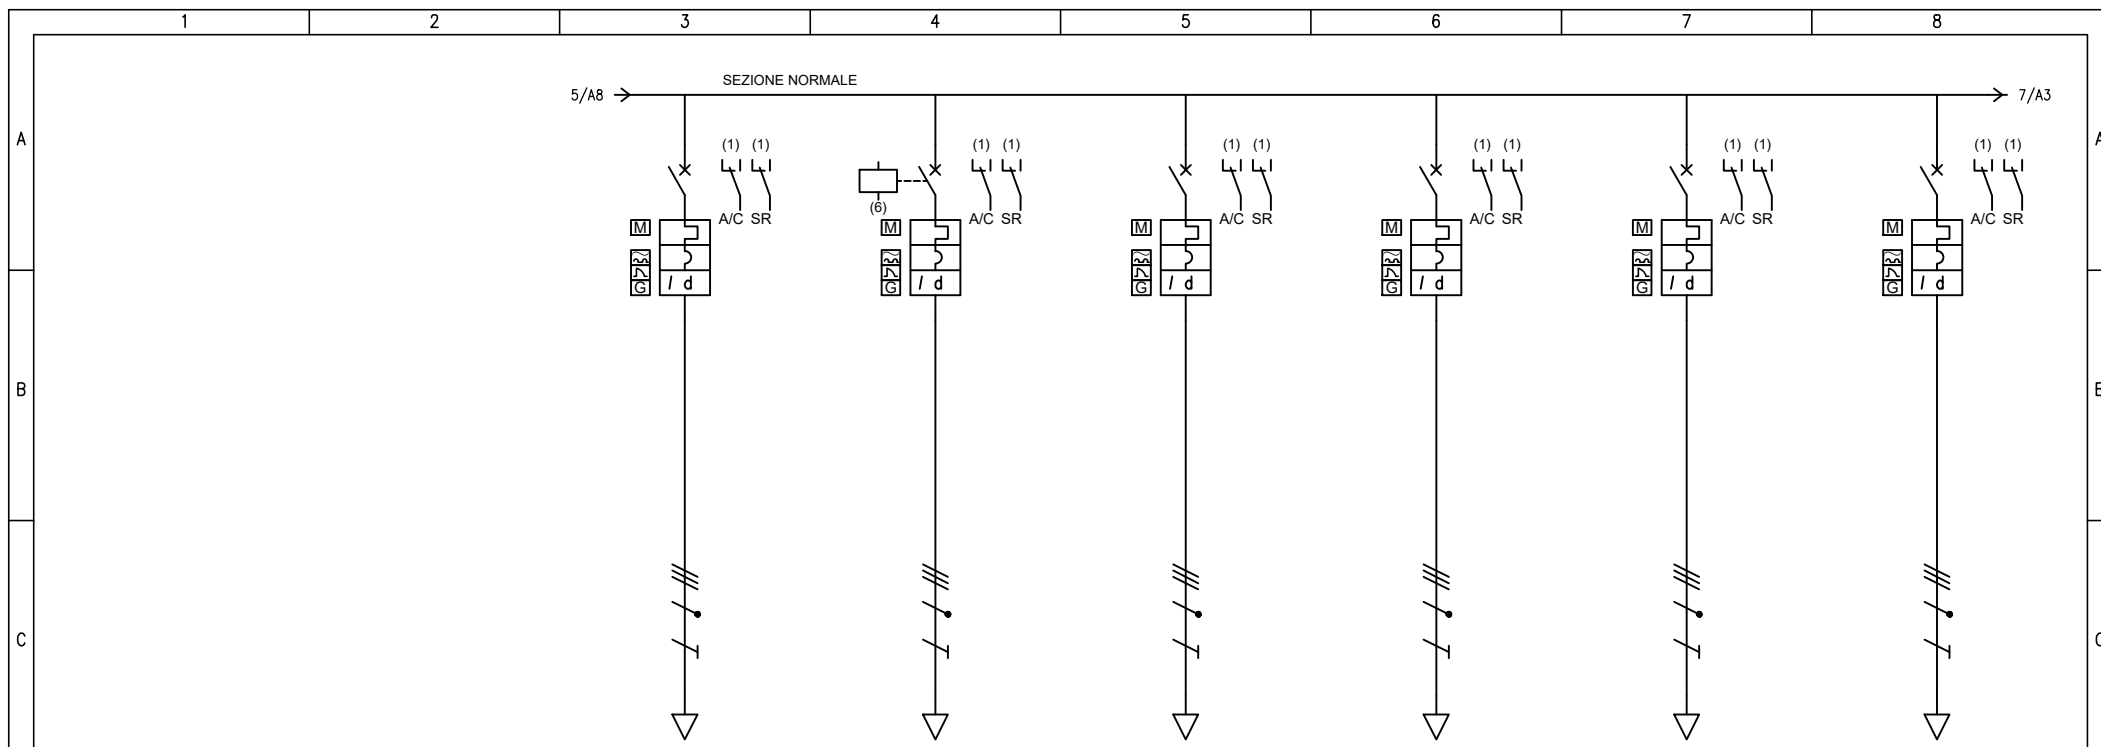 1 2 3 4 5 6 7 8
SEZIONE NORMALE
5/A8 7/A3
A
(1) (1) (1) (1) (1) (1) (1) (1) (1) (1) (1) (1)
(6)
A/C SR A/C SR A/C SR A/C SR A/C SR A/C SR
M M M M M M
G I d G I d G I d G I d G I d G I d
B
C